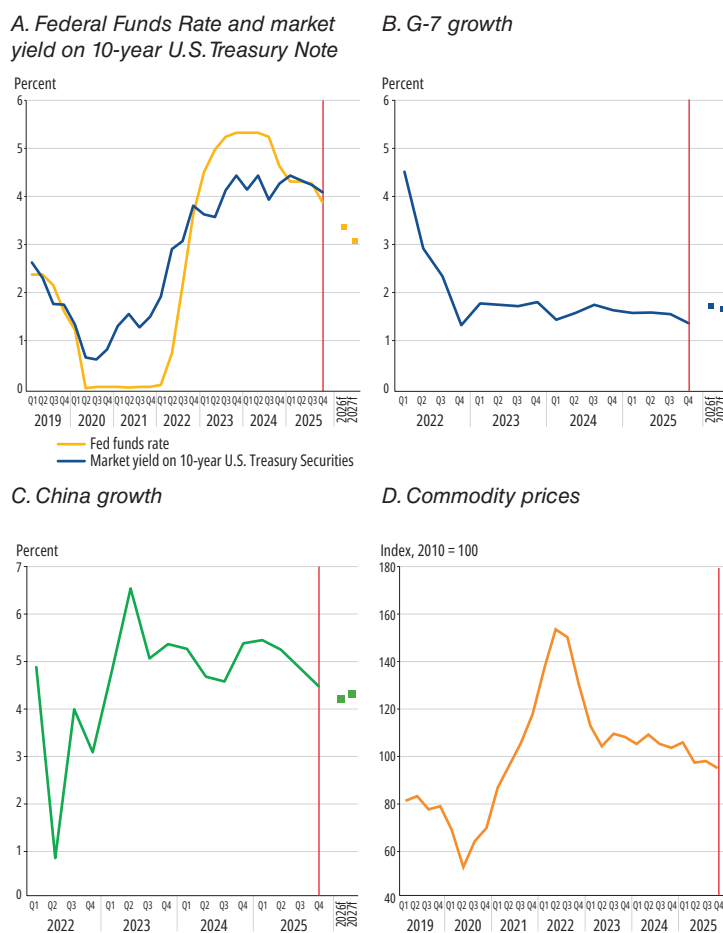 A. Federal Funds Rate and market
yield on 10-year U.S. Treasury Note
Percent
6
5
4
3
2
1
0
Q1 Q2 Q3 Q4 Q1 Q2 Q3 Q4 Q1 Q2 Q3 Q4 Q1 Q2 Q3 Q4 Q1 Q2 Q3 Q4 Q1 Q2 Q3 Q4 Q1 Q2 Q3 Q4 2026f 2027f
2019 2020 2021 2022 2023 2024 2025
Fed funds rate
Market yield on 10-year U.S. Treasury Securities
B. G-7 growth
Percent
6
5
4
3
2
1
0
Q1 Q2 Q3 Q4 Q1 Q2 Q3 Q4 Q1 Q2 Q3 Q4 Q1 Q2 Q3 Q4 2026f 2027f
2022 2023 2024 2025
C. China growth
Percent
7
6
5
4
3
2
1
0
Q1 Q2 Q3 Q4 Q1 Q2 Q3 Q4 Q1 Q2 Q3 Q4 Q1 Q2 Q3 Q4 2026f 2027f
2022 2023 2024 2025
D. Commodity prices
Index, 2010 = 100
180
160
140
120
100
80
60
40
Q1 Q2 Q3 Q4 Q1 Q2 Q3 Q4 Q1 Q2 Q3 Q4 Q1 Q2 Q3 Q4 Q1 Q2 Q3 Q4 Q1 Q2 Q3 Q4 Q1 Q2 Q3 Q4
2019 2020 2021 2022 2023 2024 2025